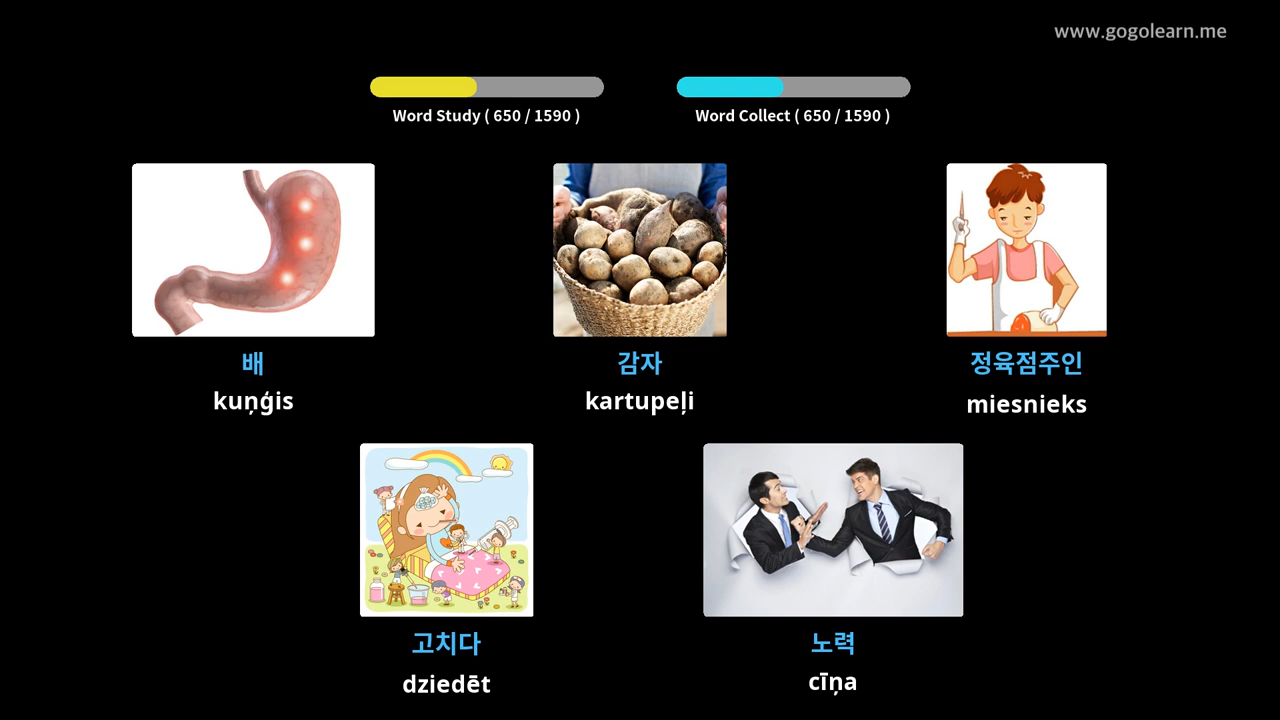 www.gogolearn.me
Word Study ( 650 / 1590 )
Word Collect ( 650 / 1590 )
배
kuņģis
감자
kartupeļi
정육점주인
miesnieks
고치다
dziedēt
노력
cīņa